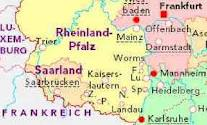 Wies-
baden
Frankfurt
LU-
XEM-
BURG
Rheinland-
Pfalz
Trier
Mainz
Offenbach
Darmstadt
Worms
Saarland
Saarbrücken
Kaisers-
lautern
Mannheim
Heidelberg
Landau
FRANKREICH
Karlsruhe